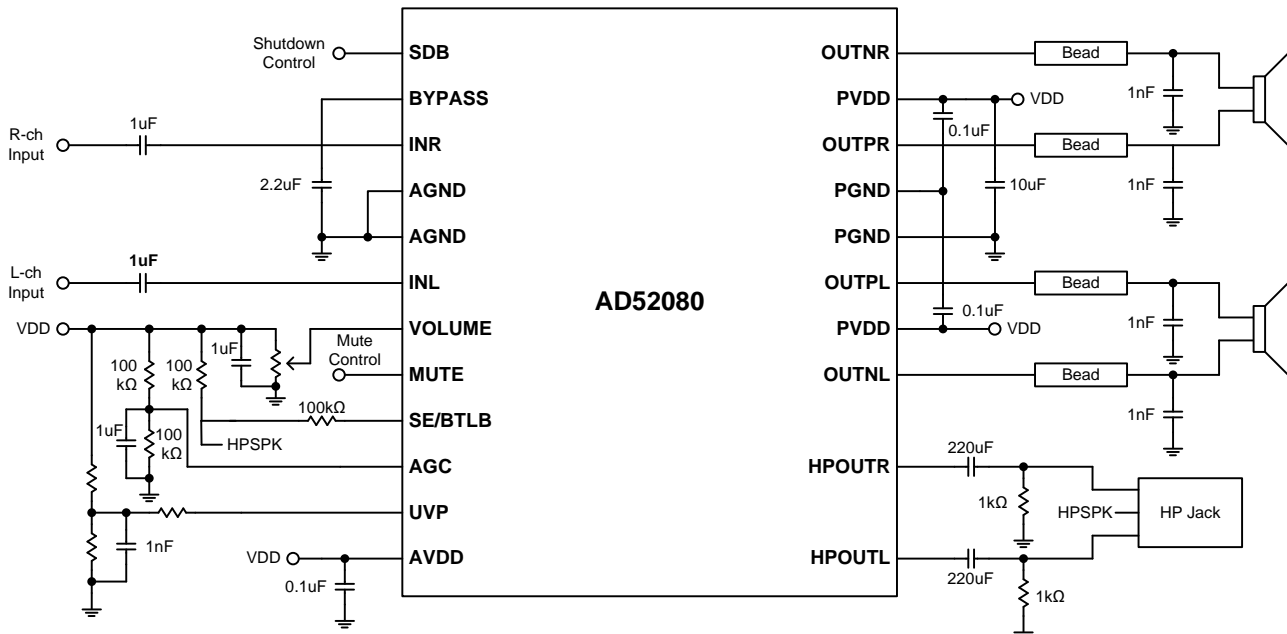 Shutdown
Control
SDB
BYPASS
1uF
R-ch
Input
INR
2.2uF
AGND
AGND
1uF
L-ch
Input
INL
VDD
VOLUME
1uF
Mute
Control
100
kΩ
100
kΩ
MUTE
100kΩ
SE/BTLB
1uF
100
kΩ
HPSPK
AGC
UVP
1nF
VDD
AVDD
0.1uF
AD52080
OUTNR
Bead
PVDD
VDD
1nF
0.1uF
OUTPR
Bead
PGND
10uF
1nF
PGND
OUTPL
Bead
0.1uF
PVDD
VDD
1nF
OUTNL
Bead
1nF
220uF
HPOUTR
1kΩ
HPSPK
HP Jack
HPOUTL
220uF
1kΩ